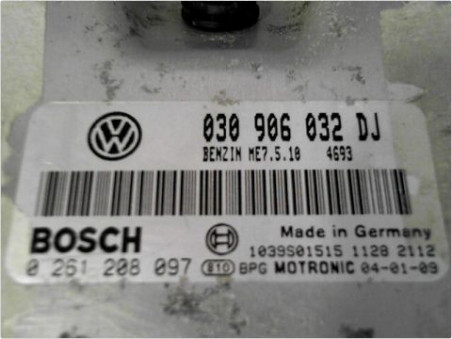 030 906 032 DJ
BENZIN ME7.5.10 4693
BOSCH Made in Germany
1039S01515 1128 2112
0 261 208 097 E10 BPG MOTRONIC 04-01-09